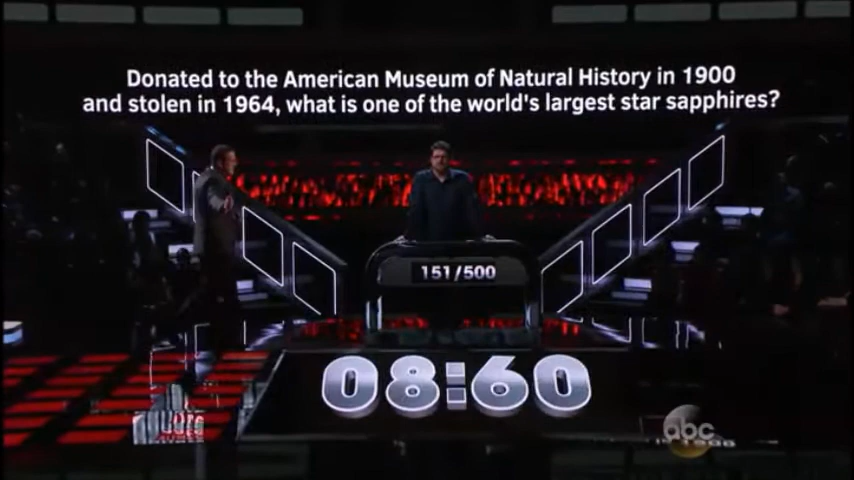 Donated to the American Museum of Natural History in 1900
and stolen in 1964, what is one of the world's largest star sapphires?
151/500
08:60
abc